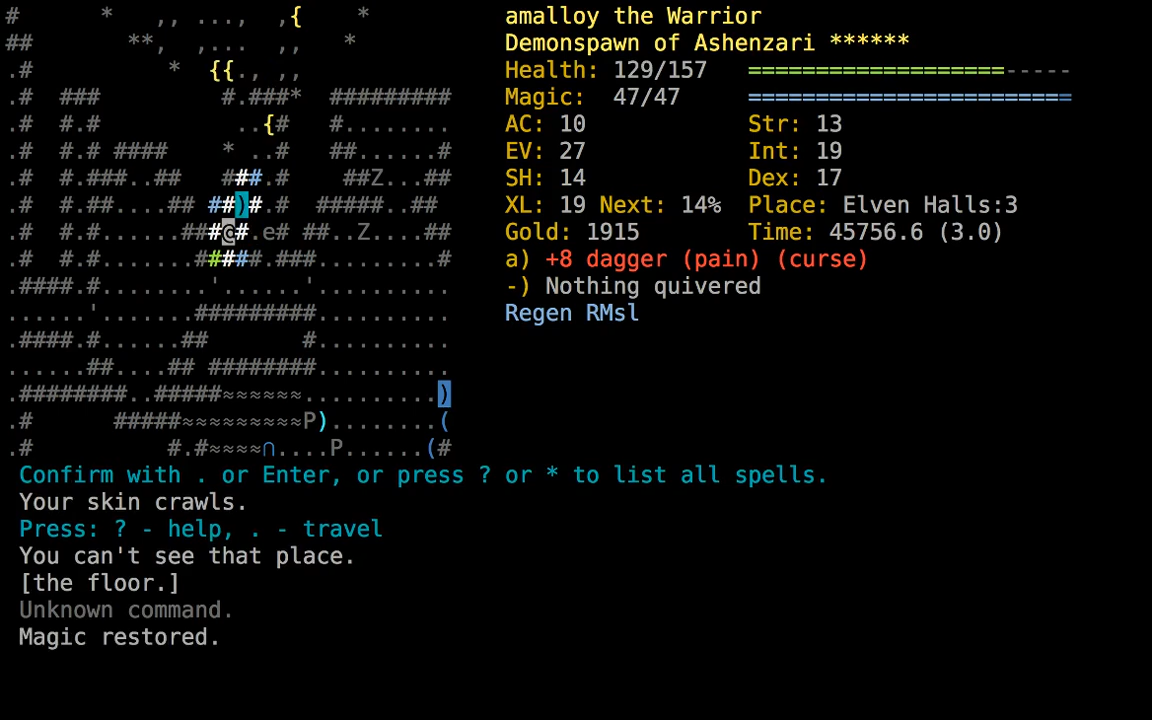 #      *   ,, ...,  ,{    *
##        **,  ,...  ,,   *
.#           *  {{., ,,
.#  ###         #.###*  #########
.#  #.#          ..{#   #........
.#  #.# ####    * ..#   ##......#
.#  #.###..##   ###.#    ##Z...##
.#  #.##....## ##)#.#  #####..##
.#  #.#......###@#.e# ##..Z....##
.#  #.#.......#####.###.........#
.####.#........'......'..........
......'.......#########..........
.####.#......##       #..........
......##....## ########..........
.########..#####≈≈≈≈≈≈..........)
.#      #####≈≈≈≈≈≈≈≈≈P)........(
.#          #.#≈≈≈≈∩....P......(#
amalloy the Warrior
Demonspawn of Ashenzari ******
Health: 129/157 ===================-----
Magic:  47/47 ========================
AC: 10 Str: 13
EV: 27 Int: 19
SH: 14 Dex: 17
XL: 19 Next: 14% Place: Elven Halls:3
Gold: 1915 Time: 45756.6 (3.0)
a) +8 dagger (pain) (curse)
-) Nothing quivered
Regen RMsl
Confirm with . or Enter, or press ? or * to list all spells.
Your skin crawls.
Press: ? - help, . - travel
You can't see that place.
[the floor.]
Unknown command.
Magic restored.